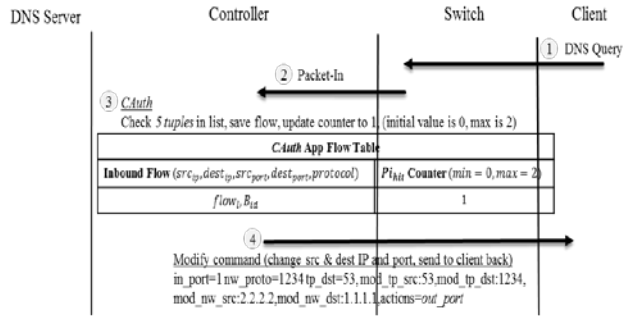 DNS Server Controller Switch Client
1 DNS Query
2 Packet-In
3 CAuth
Check 5 tuples in list, save flow, update counter to 1, (initial value is 0, max is 2)
CAuth App Flow Table
Inbound Flow (src_ip,dest_ip,src_port,dest_port,protocol) Pi_hit Counter (min = 0, max = 2)
flow_i,B_id 1
4
Modify command (change src & dest IP and port, send to client back)
in_port=1 nw_proto=1234 tp_dst=53,mod_tp_src:53,mod_tp_dst:1234,
mod_nw_src:2.2.2.2,mod_nw_dst:1.1.1.1,actions=out_port